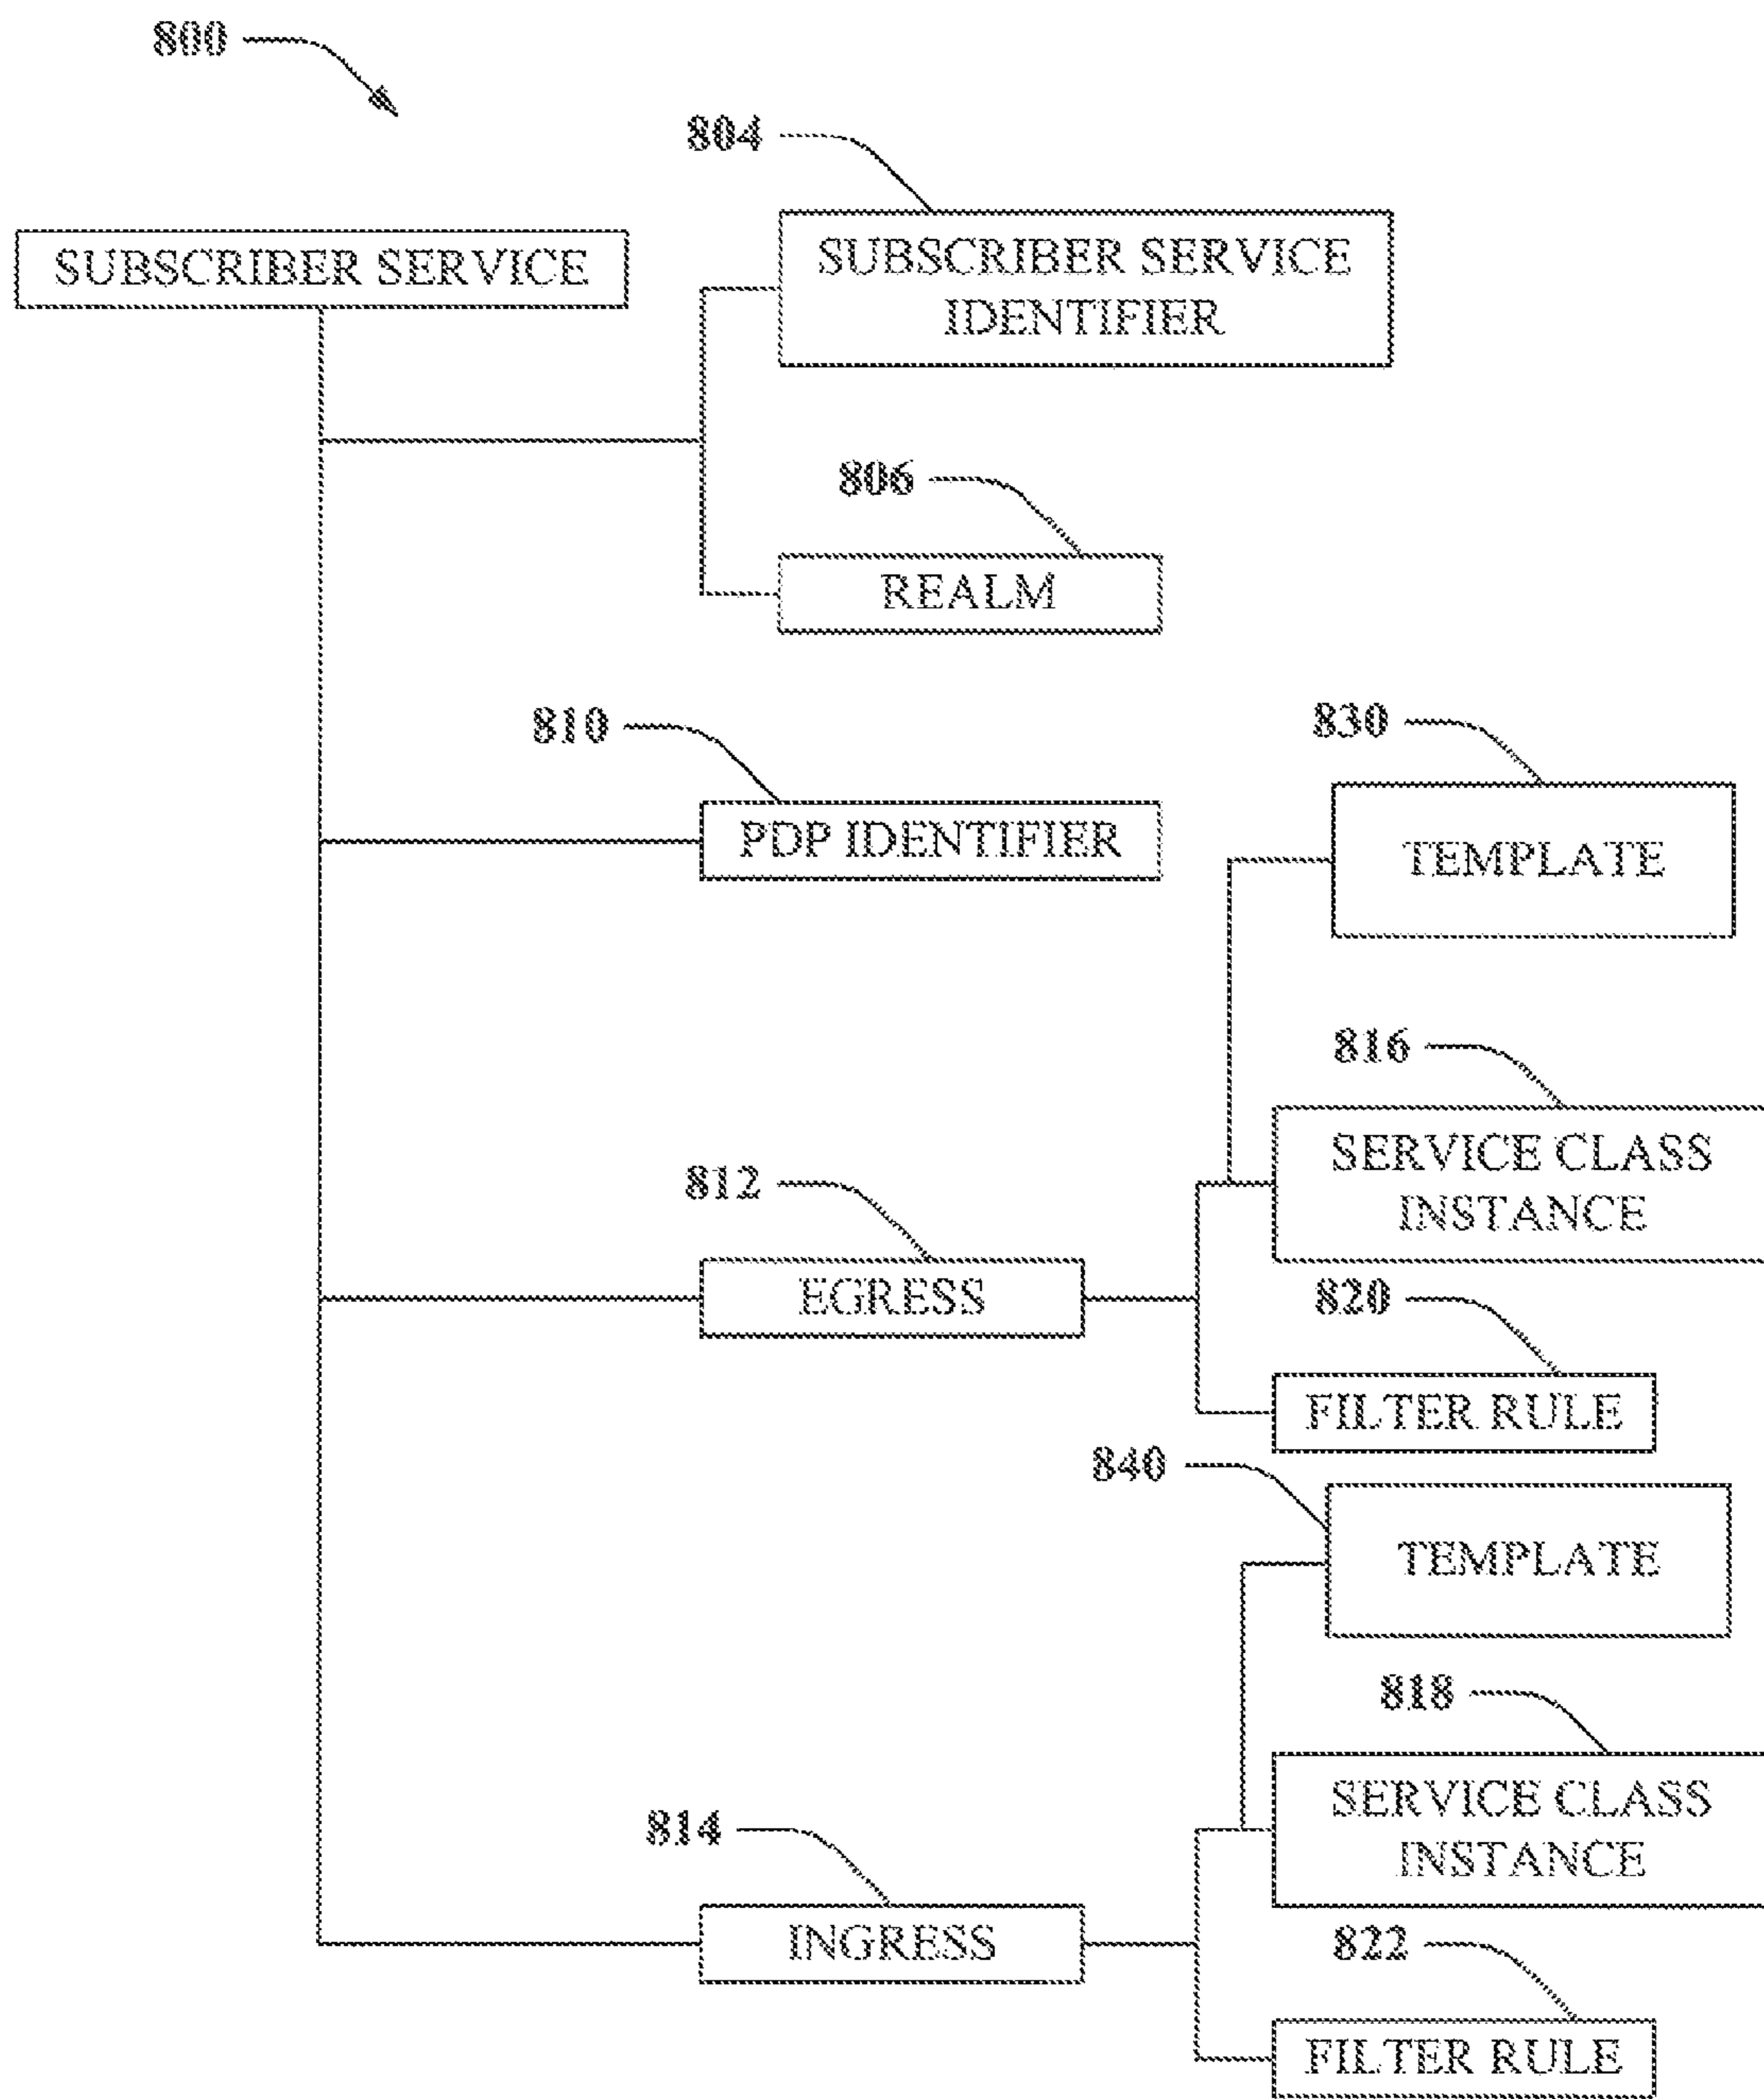 800
804
SUBSCRIBER SERVICE
SUBSCRIBER SERVICE
IDENTIFIER
806
REALM
810
830
PDP IDENTIFIER
TEMPLATE
816
SERVICE CLASS
INSTANCE
812
EGRESS
820
FILTER RULE
840
TEMPLATE
818
SERVICE CLASS
INSTANCE
814
INGRESS
822
FILTER RULE